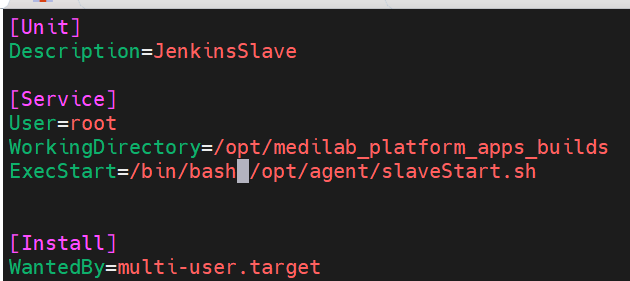 [Unit]
Description=JenkinsSlave
[Service]
User=root
WorkingDirectory=/opt/medilab_platform_apps_builds
ExecStart=/bin/bash /opt/agent/slaveStart.sh
[Install]
WantedBy=multi-user.target